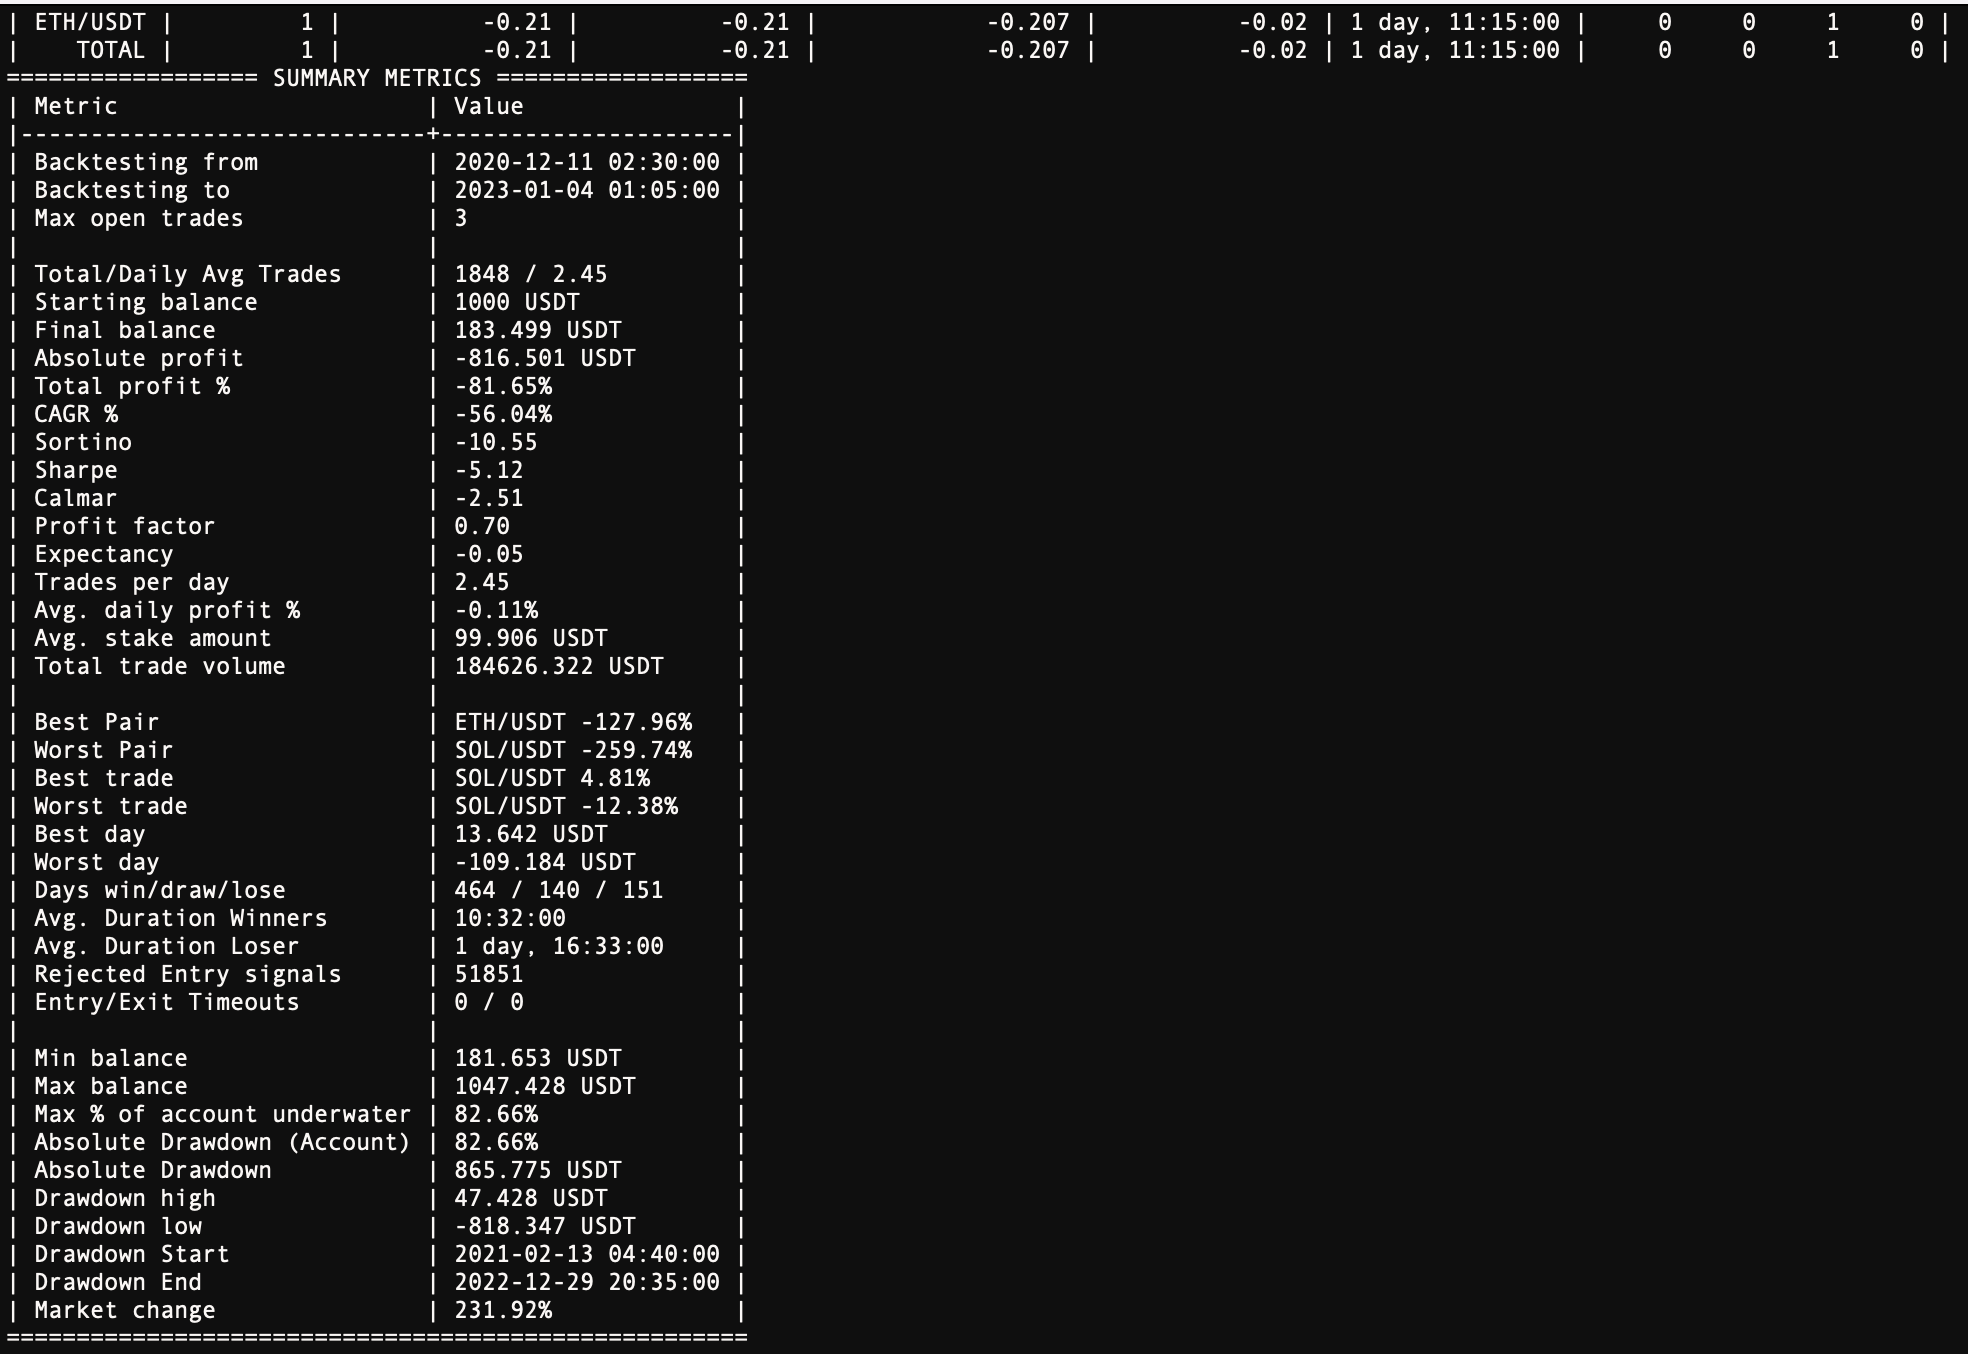 | ETH/USDT |         1 |          -0.21 |          -0.21 |            -0.207 |          -0.02 | 1 day, 11:15:00 |     0     0     1     0 |
|    TOTAL |         1 |          -0.21 |          -0.21 |            -0.207 |          -0.02 | 1 day, 11:15:00 |     0     0     1     0 |
================== SUMMARY METRICS ==================
| Metric                      | Value               |
|-----------------------------+---------------------|
| Backtesting from            | 2020-12-11 02:30:00 |
| Backtesting to              | 2023-01-04 01:05:00 |
| Max open trades             | 3                   |
|                             |                     |
| Total/Daily Avg Trades      | 1848 / 2.45         |
| Starting balance            | 1000 USDT           |
| Final balance               | 183.499 USDT        |
| Absolute profit             | -816.501 USDT       |
| Total profit %              | -81.65%             |
| CAGR %                      | -56.04%             |
| Sortino                     | -10.55              |
| Sharpe                      | -5.12               |
| Calmar                      | -2.51               |
| Profit factor               | 0.70                |
| Expectancy                  | -0.05               |
| Trades per day              | 2.45                |
| Avg. daily profit %         | -0.11%              |
| Avg. stake amount           | 99.906 USDT         |
| Total trade volume          | 184626.322 USDT     |
|                             |                     |
| Best Pair                   | ETH/USDT -127.96%   |
| Worst Pair                  | SOL/USDT -259.74%   |
| Best trade                  | SOL/USDT 4.81%      |
| Worst trade                 | SOL/USDT -12.38%    |
| Best day                    | 13.642 USDT         |
| Worst day                   | -109.184 USDT       |
| Days win/draw/lose          | 464 / 140 / 151     |
| Avg. Duration Winners       | 10:32:00            |
| Avg. Duration Loser         | 1 day, 16:33:00     |
| Rejected Entry signals      | 51851               |
| Entry/Exit Timeouts         | 0 / 0               |
|                             |                     |
| Min balance                 | 181.653 USDT        |
| Max balance                 | 1047.428 USDT       |
| Max % of account underwater | 82.66%              |
| Absolute Drawdown (Account) | 82.66%              |
| Absolute Drawdown           | 865.775 USDT        |
| Drawdown high               | 47.428 USDT         |
| Drawdown low                | -818.347 USDT       |
| Drawdown Start              | 2021-02-13 04:40:00 |
| Drawdown End                | 2022-12-29 20:35:00 |
| Market change               | 231.92%             |
=====================================================